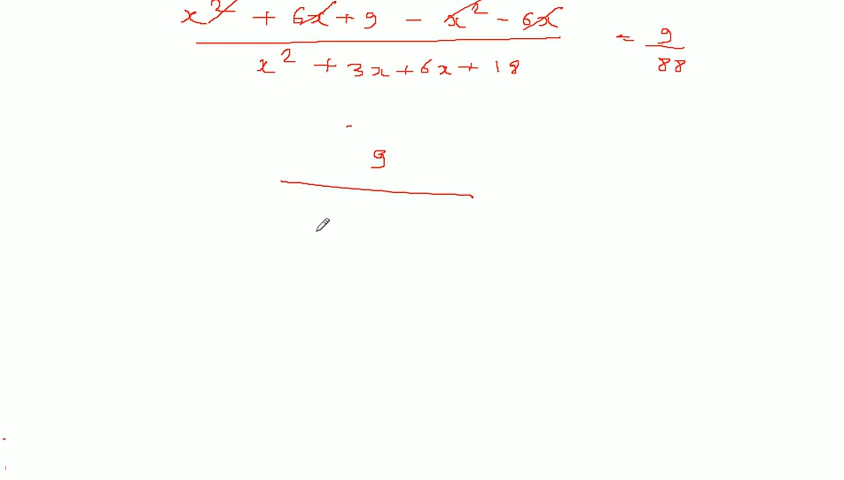 x² + 6x + 9 - x² - 6x
x² + 3x + 6x + 18
= 9
88
9